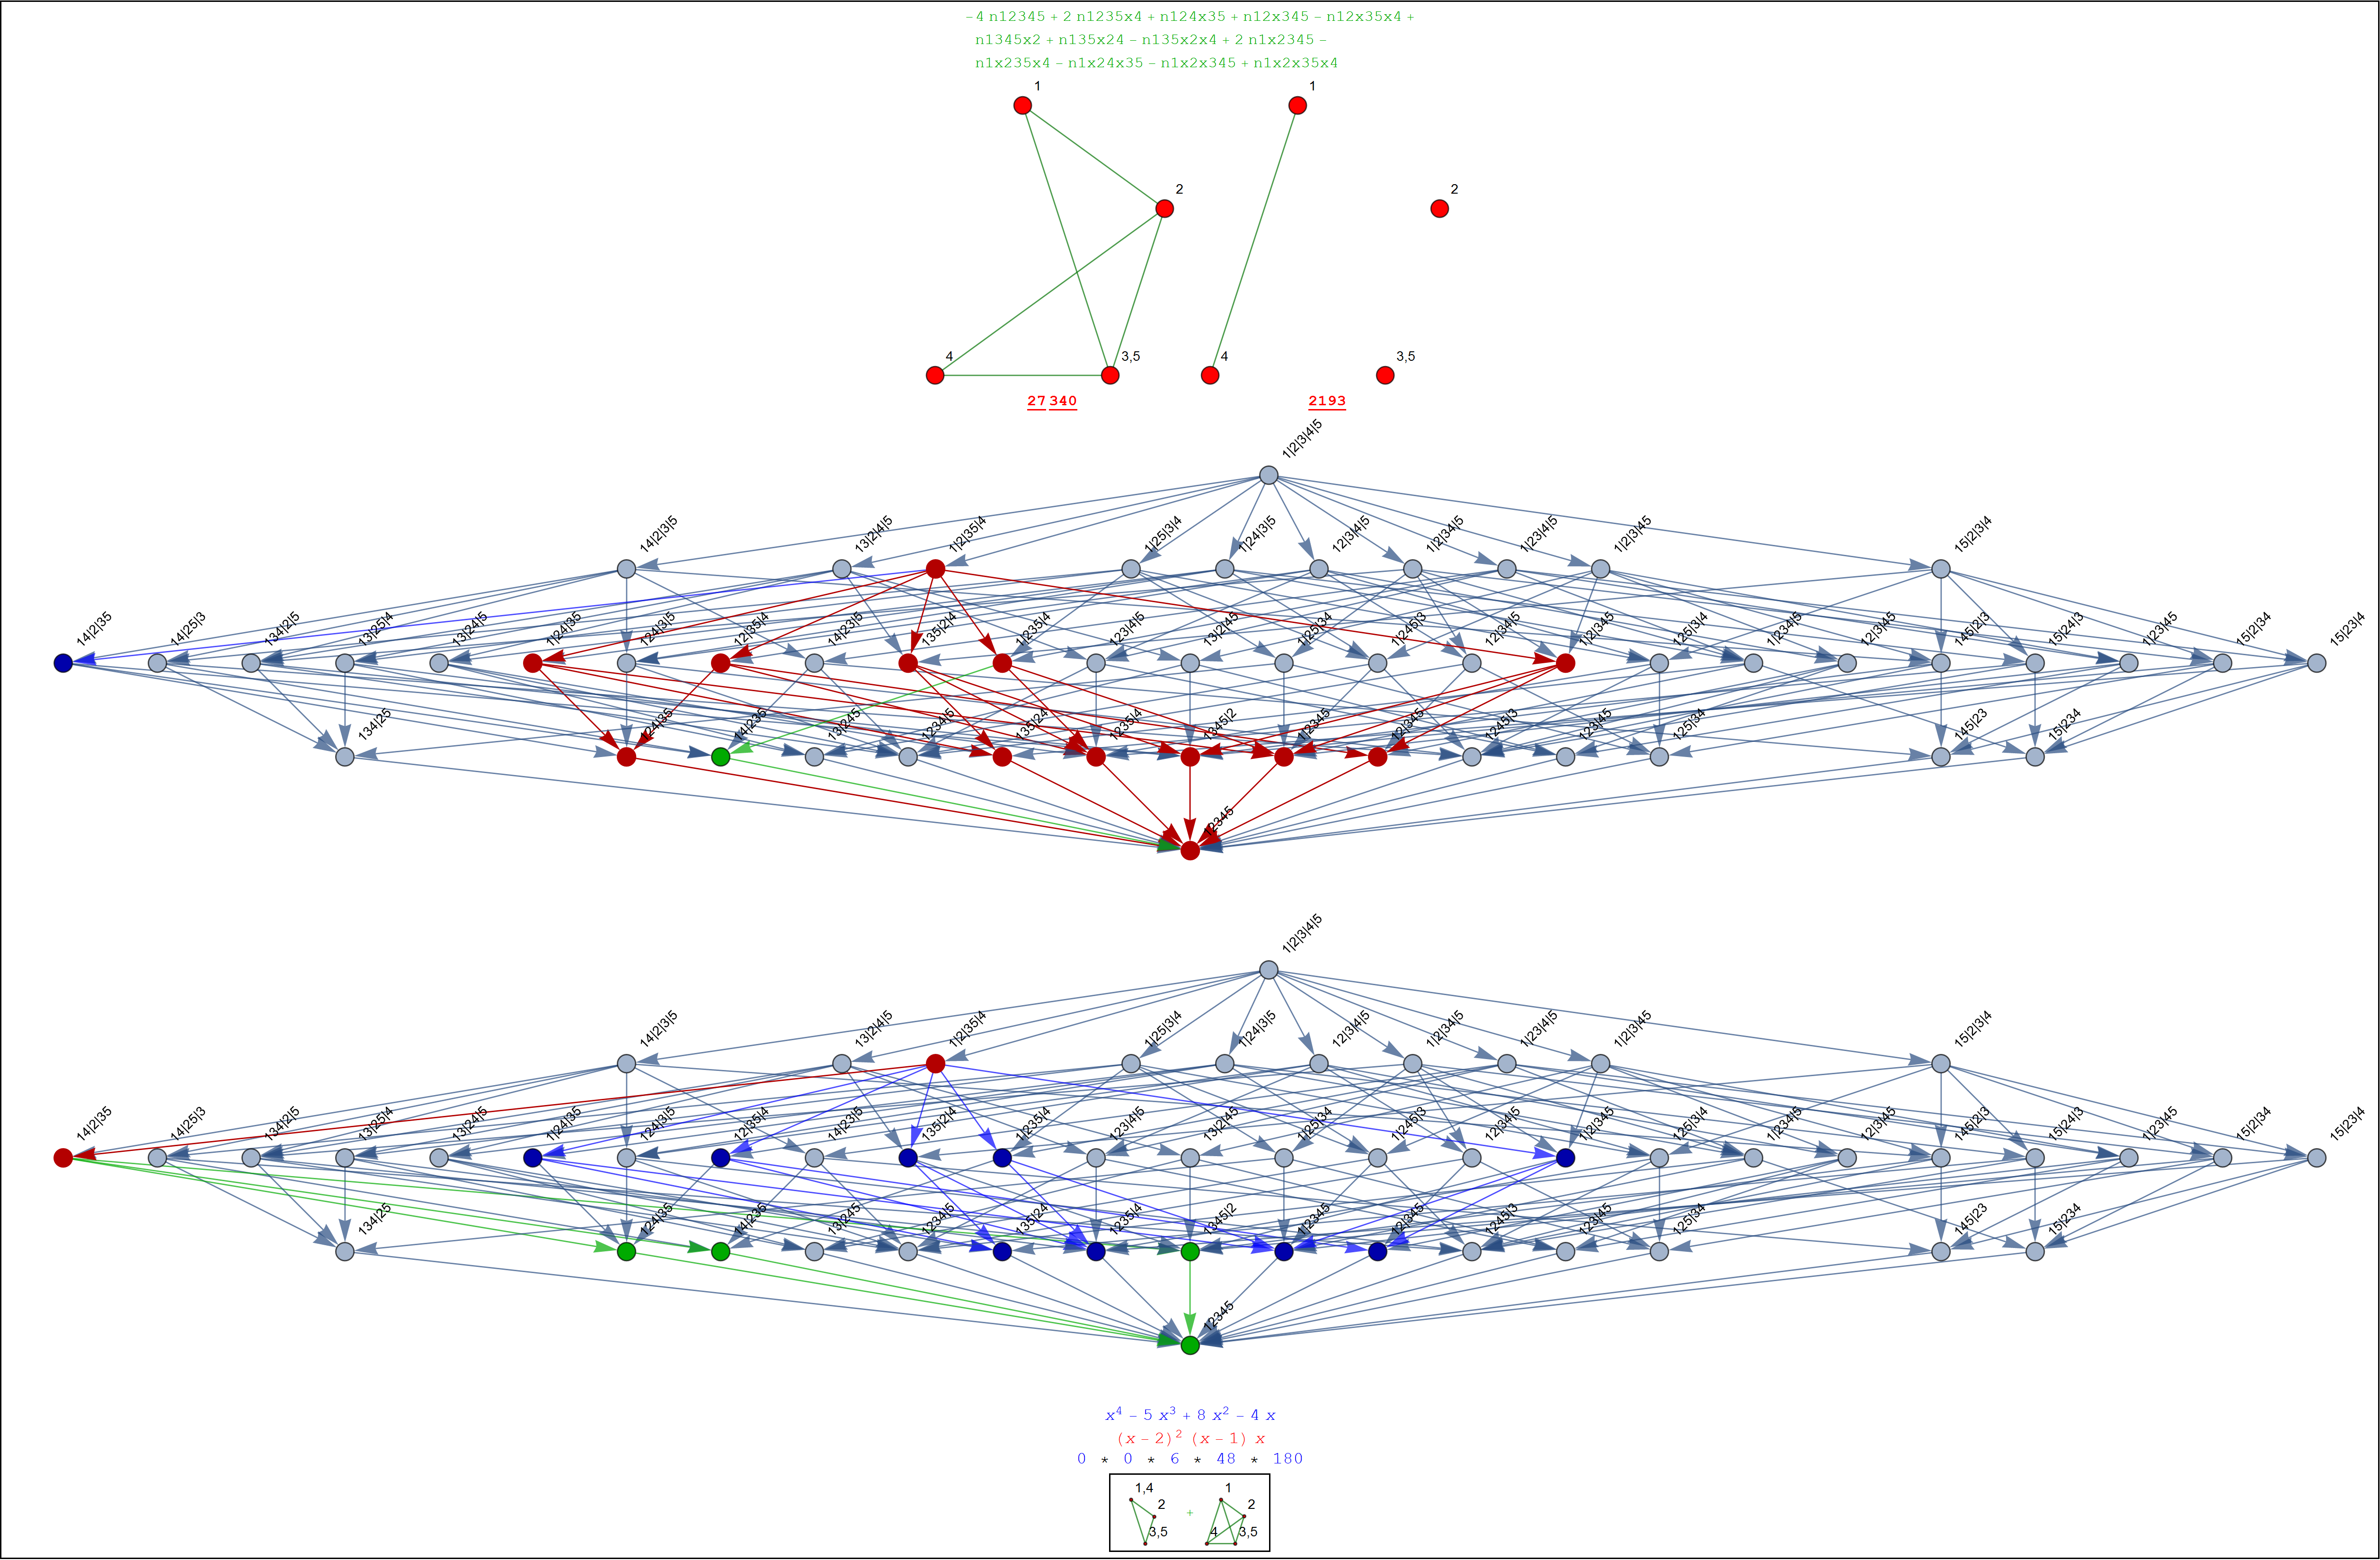 −4 n12345 + 2 n1235x4 + n124x35 + n12x345 − n12x35x4 +
n1345x2 + n135x24 − n135x2x4 + 2 n1x2345 −
n1x235x4 − n1x24x35 − n1x2x345 + n1x2x35x4
1 1
2 2
4 3,5 4 3,5
27 340 2193
1|2|3|4|5
14|2|3|5 13|2|4|5 1|2|35|4 1|25|3|4 1|24|3|5 12|3|4|5 1|2|34|5 1|23|4|5 1|2|3|45 15|2|3|4
14|2|35 14|25|3 134|2|5 13|25|4 13|24|5 1|24|35 124|3|5 12|35|4 14|23|5 135|2|4 1|235|4 123|4|5 13|2|45 1|25|34 1|245|3 12|34|5 1|2|345 125|3|4 1|234|5 12|3|45 145|2|3 15|24|3 1|23|45 15|2|34 15|23|4
134|25 124|35 14|235 13|245 1234|5 135|24 1235|4 1345|2 1|2345 12|345 1245|3 123|45 125|34 145|23 15|234
12345
1|2|3|4|5
14|2|3|5 13|2|4|5 1|2|35|4 1|25|3|4 1|24|3|5 12|3|4|5 1|2|34|5 1|23|4|5 1|2|3|45 15|2|3|4
14|2|35 14|25|3 134|2|5 13|25|4 13|24|5 1|24|35 124|3|5 12|35|4 14|23|5 135|2|4 1|235|4 123|4|5 13|2|45 1|25|34 1|245|3 12|34|5 1|2|345 125|3|4 1|234|5 12|3|45 145|2|3 15|24|3 1|23|45 15|2|34 15|23|4
134|25 124|35 14|235 13|245 1234|5 135|24 1235|4 1345|2 1|2345 12|345 1245|3 123|45 125|34 145|23 15|234
12345
x⁴ − 5 x³ + 8 x² − 4 x
(x − 2)² (x − 1) x
0 * 0 * 6 * 48 * 180
1,4 1
2 + 2
3,5 4 3,5